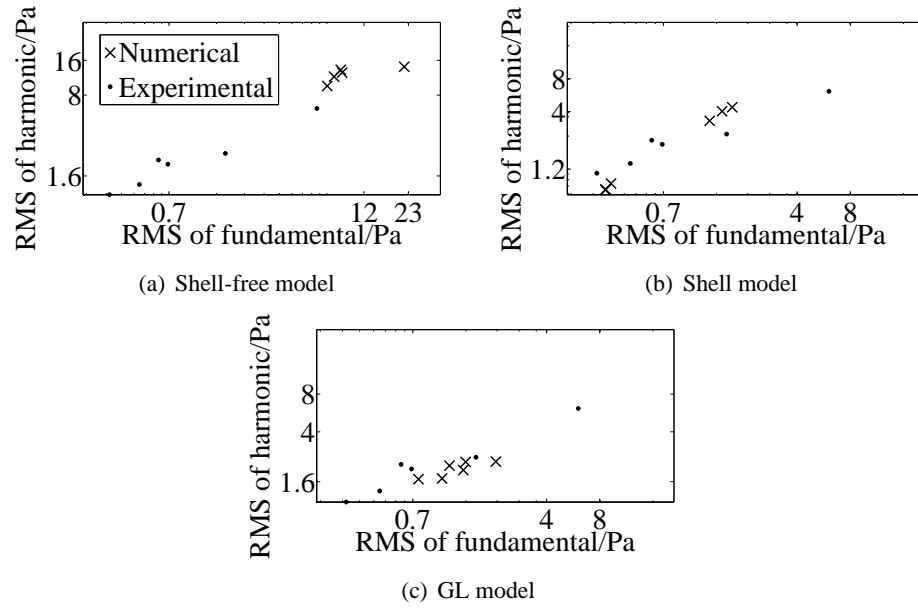 RMS of harmonic/Pa
16
8
1.6
× Numerical
• Experimental
0.7
12
23
RMS of fundamental/Pa
(a) Shell-free model
RMS of harmonic/Pa
8
4
1.2
0.7
4
8
RMS of fundamental/Pa
(b) Shell model
RMS of harmonic/Pa
8
4
1.6
0.7
4
8
RMS of fundamental/Pa
(c) GL model